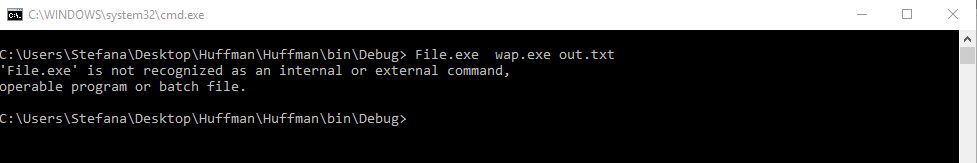 C:\WINDOWS\system32\cmd.exe
C:\Users\Stefana\Desktop\Huffman\Huffman\bin\Debug> File.exe  wap.exe out.txt
'File.exe' is not recognized as an internal or external command,
operable program or batch file.
C:\Users\Stefana\Desktop\Huffman\Huffman\bin\Debug>